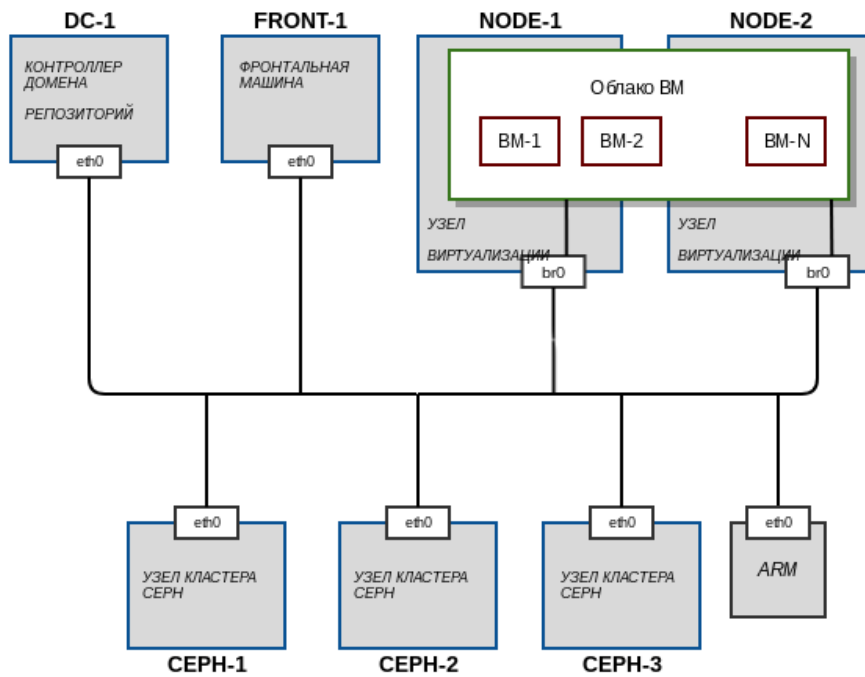 DC-1
FRONT-1
NODE-1
NODE-2
КОНТРОЛЛЕР
ДОМЕНА
РЕПОЗИТОРИЙ
eth0
ФРОНТАЛЬНАЯ
МАШИНА
eth0
Облако ВМ
ВМ-1
ВМ-2
ВМ-N
УЗЕЛ
ВИРТУАЛИЗАЦИИ
br0
УЗЕЛ
ВИРТУАЛИЗАЦИИ
br0
eth0
УЗЕЛ КЛАСТЕРА
CEPH
CEPH-1
eth0
УЗЕЛ КЛАСТЕРА
CEPH
CEPH-2
eth0
УЗЕЛ КЛАСТЕРА
CEPH
CEPH-3
eth0
ARM